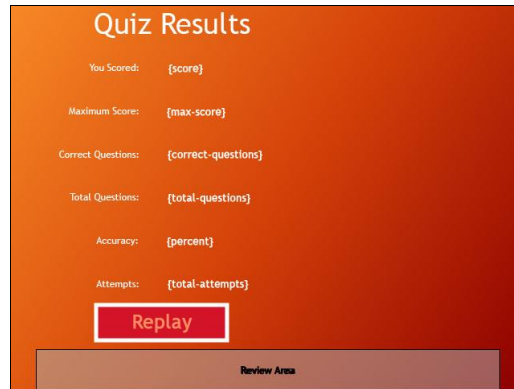 Quiz Results
You Scored: {score}
Maximum Score: {max-score}
Correct Questions: {correct-questions}
Total Questions: {total-questions}
Accuracy: {percent}
Attempts: {total-attempts}
Replay
Review Area